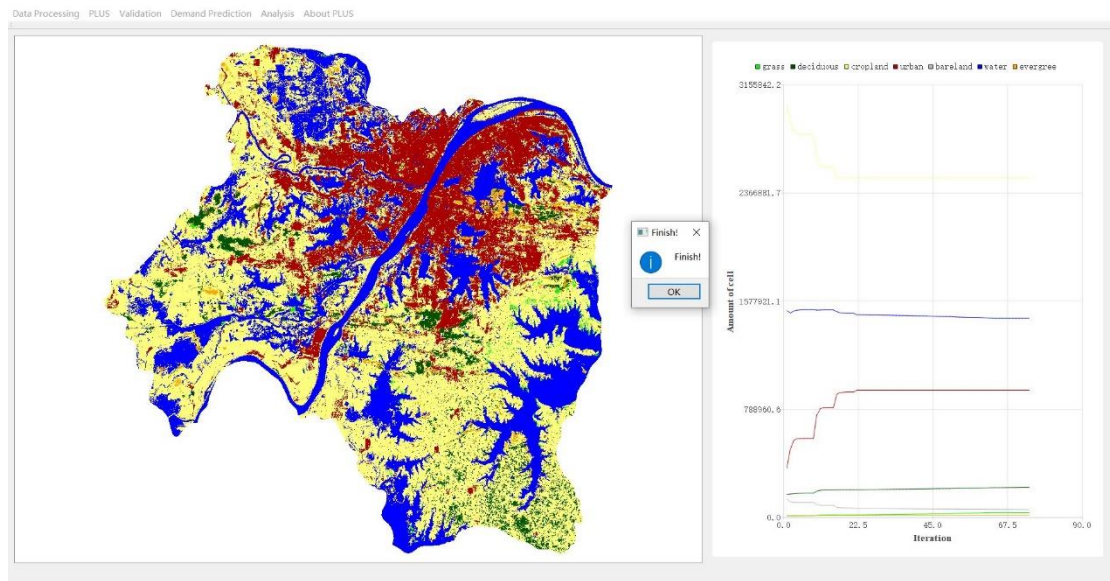 Data Processing PLUS Validation Demand Prediction Analysis About PLUS
grass deciduous cropland urban bareland water evergree
3155842.2
2366881.7
1577921.1
788960.6
0.0
Amount of cell
0.0 22.5 45.0 67.5 90.0
Iteration
Finish!
Finish!
OK